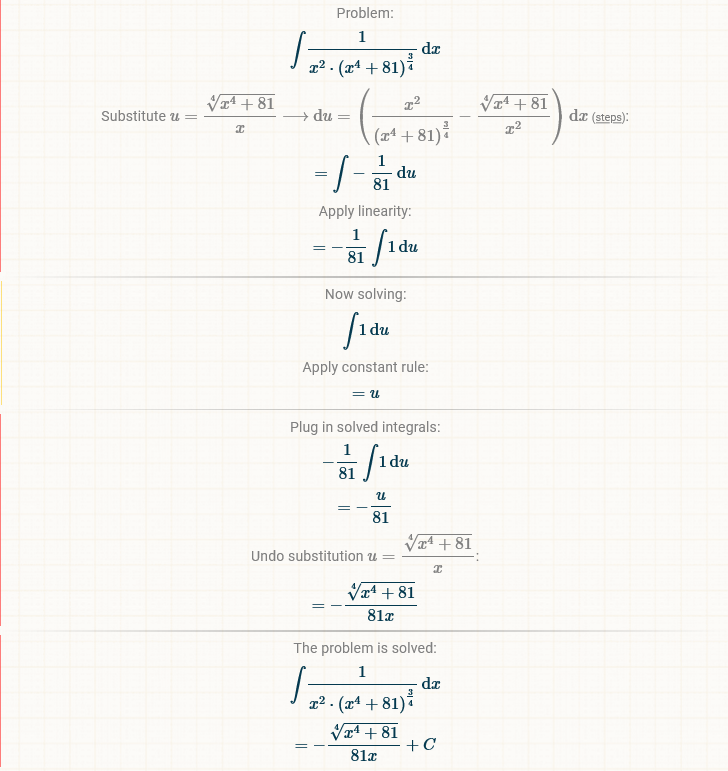 Problem:
∫ 1/(x² · (x⁴ + 81)^(3/4)) dx
Substitute u = ∜(x⁴ + 81)/x ⟶ du = (x²/(x⁴ + 81)^(3/4) − ∜(x⁴ + 81)/x²) dx (steps):
= ∫ − 1/81 du
Apply linearity:
= − 1/81 ∫ 1 du
Now solving:
∫ 1 du
Apply constant rule:
= u
Plug in solved integrals:
− 1/81 ∫ 1 du
= − u/81
Undo substitution u = ∜(x⁴ + 81)/x:
= − ∜(x⁴ + 81)/(81x)
The problem is solved:
∫ 1/(x² · (x⁴ + 81)^(3/4)) dx
= − ∜(x⁴ + 81)/(81x) + C